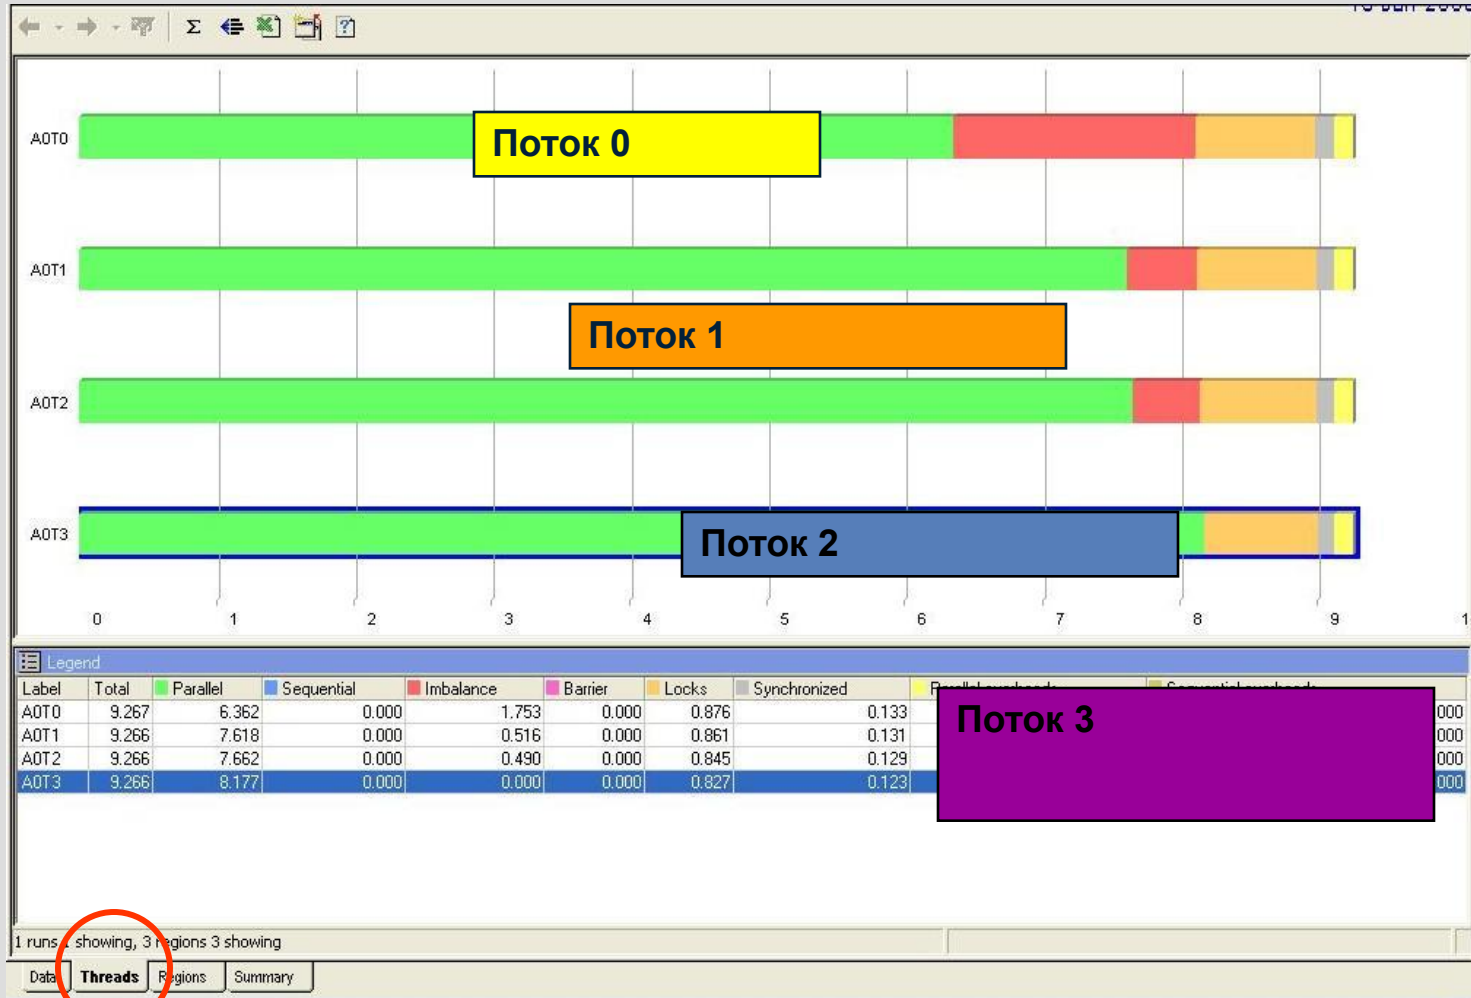 A0T0
Поток 0
A0T1
Поток 1
A0T2
A0T3
Поток 2
0 1 2 3 4 5 6 7 8 9 1
Legend
Label Total Parallel Sequential Imbalance Barrier Locks Synchronized
A0T0 9.267 6.362 0.000 1.753 0.000 0.876 0.133 000
A0T1 9.266 7.618 0.000 0.516 0.000 0.861 0.131 000
A0T2 9.266 7.662 0.000 0.490 0.000 0.845 0.129 000
A0T3 9.266 8.177 0.000 0.000 0.000 0.827 0.123 000
Поток 3
1 runs 1 showing, 3 regions 3 showing
Data Threads Regions Summary